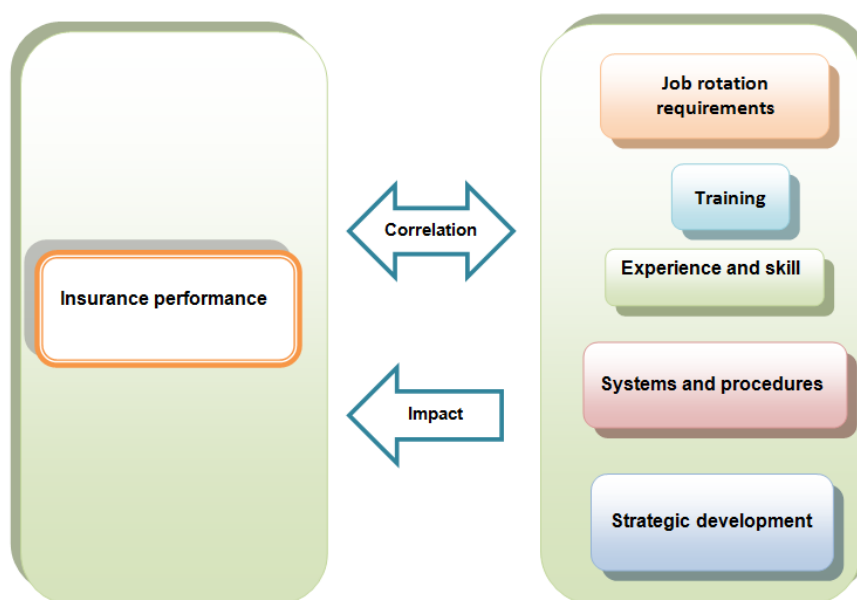 Insurance performance
Correlation
Impact
Job rotation
requirements
Training
Experience and skill
Systems and procedures
Strategic development